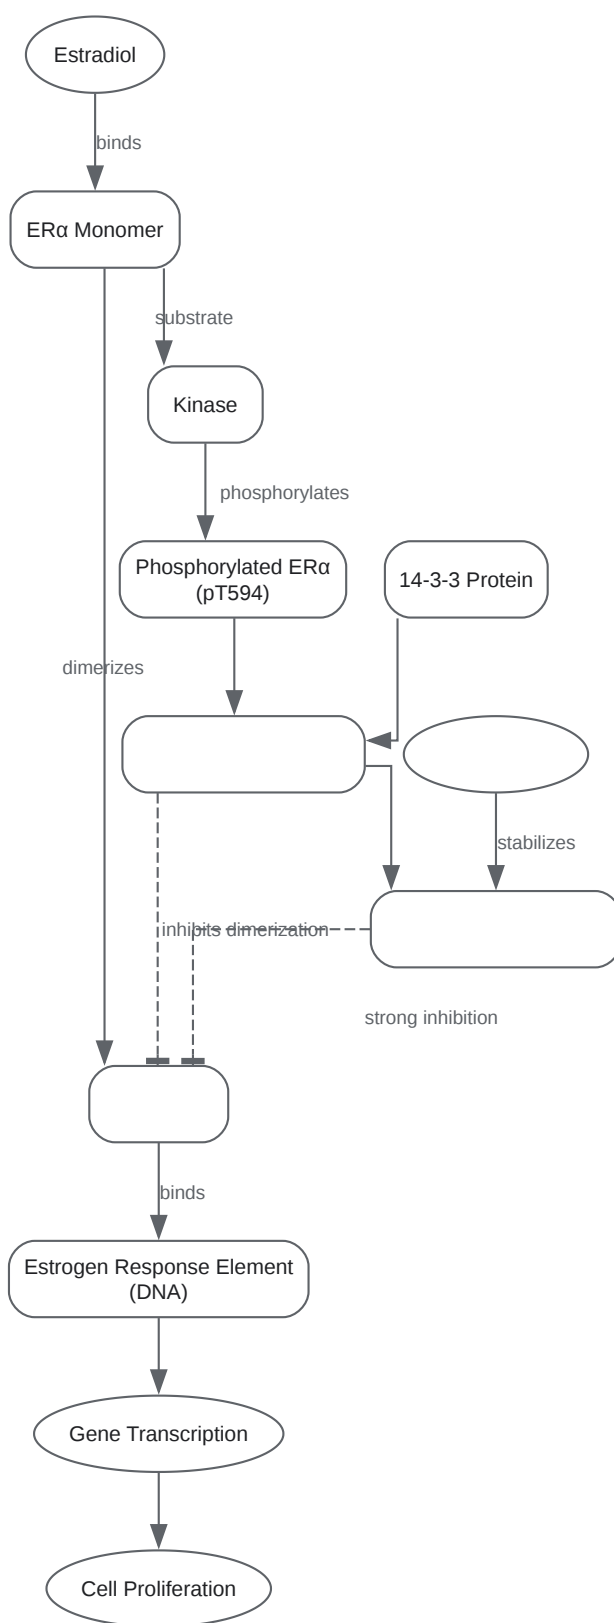 Estradiol
binds
ERα Monomer
substrate
Kinase
phosphorylates
Phosphorylated ERα
(pT594)
14-3-3 Protein
dimerizes
stabilizes
inhibits dimerization
strong inhibition
binds
Estrogen Response Element
(DNA)
Gene Transcription
Cell Proliferation